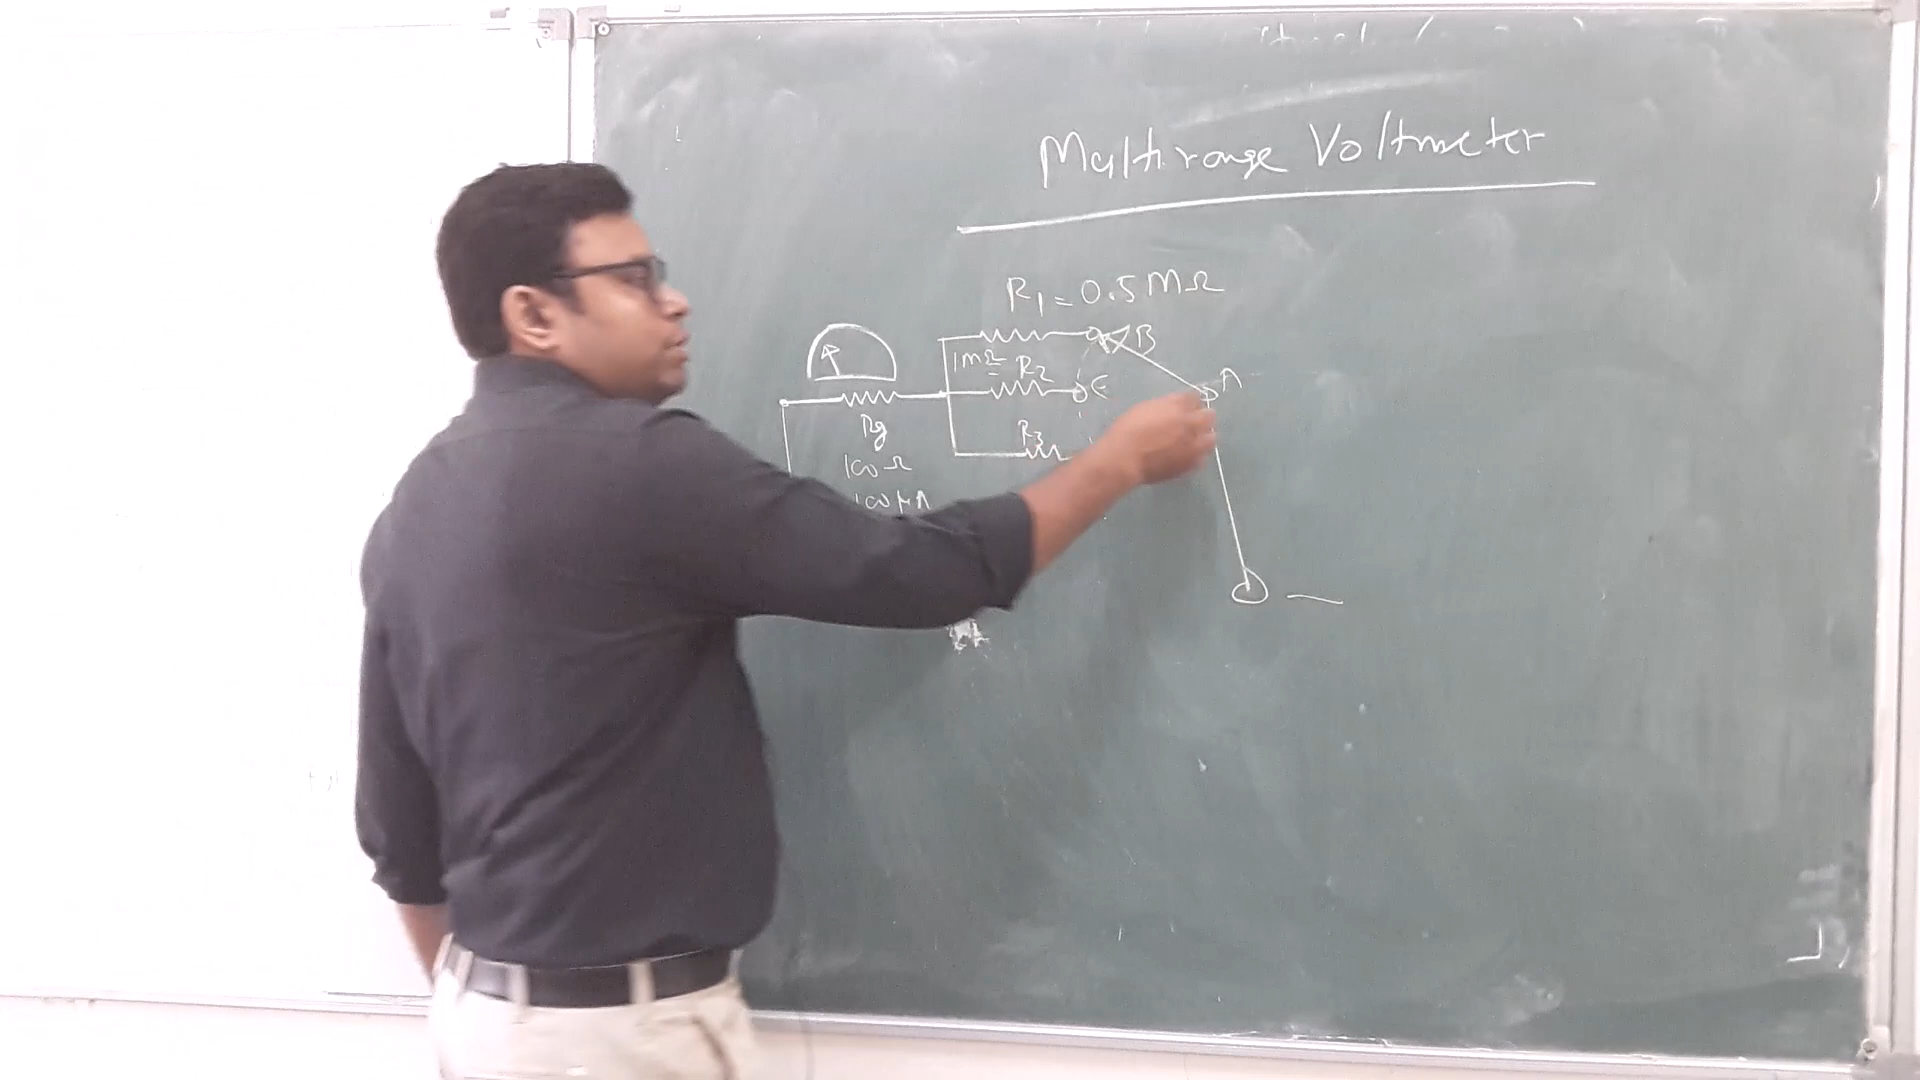 Multirange Voltmeter
R1 = 0.5 MΩ
B
1MΩ R2
A
C
R3
Rg
100 Ω
100 μA